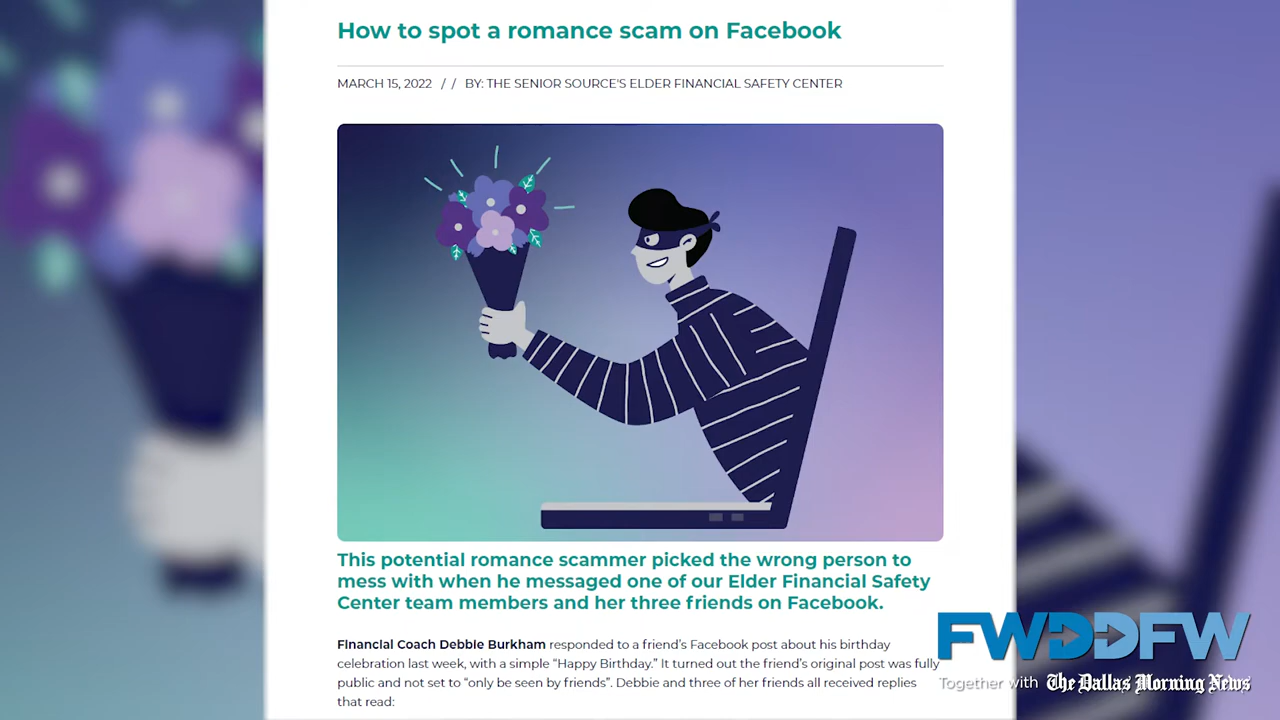 How to spot a romance scam on Facebook
MARCH 15, 2022 // BY: THE SENIOR SOURCE'S ELDER FINANCIAL SAFETY CENTER
This potential romance scammer picked the wrong person to
mess with when he messaged one of our Elder Financial Safety
Center team members and her three friends on Facebook.
Financial Coach Debbie Burkham responded to a friend's Facebook post about his birthday
celebration last week, with a simple “Happy Birthday.” It turned out the friend's original post was fully
public and not set to “only be seen by friends”. Debbie and three of her friends all received replies
that read:
FWDDFW
Together with The Dallas Morning News